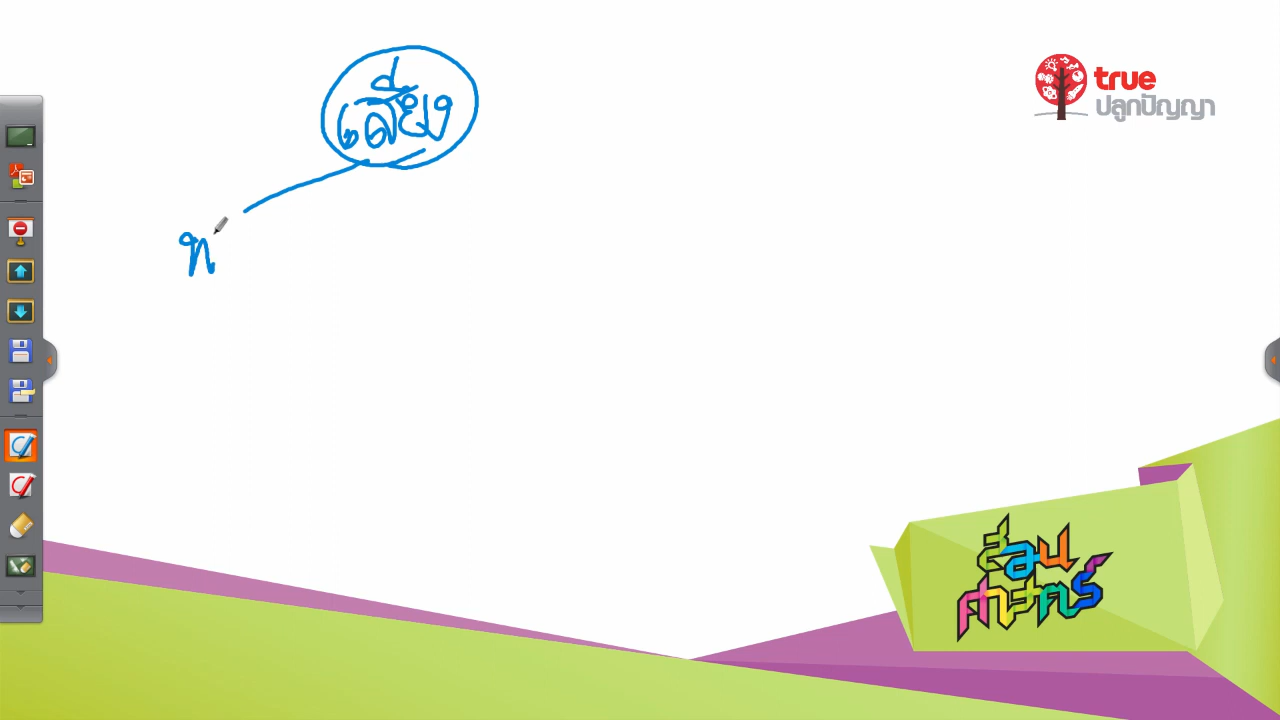 เสียง
true
ปลูกปัญญา
ท
สอน
ศาสตร์